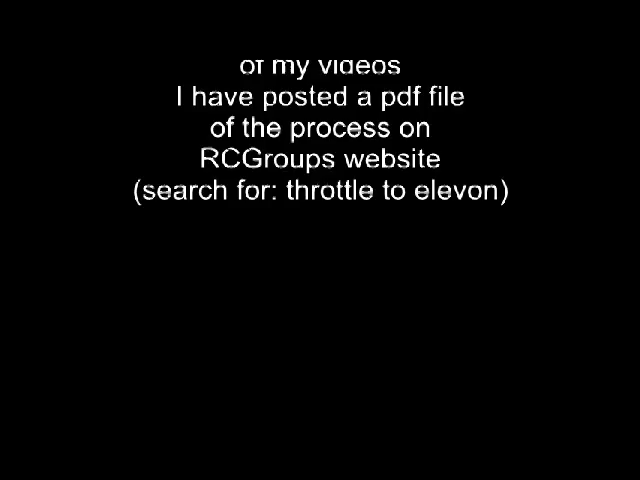 of my videos
I have posted a pdf file
of the process on
RCGroups website
(search for: throttle to elevon)